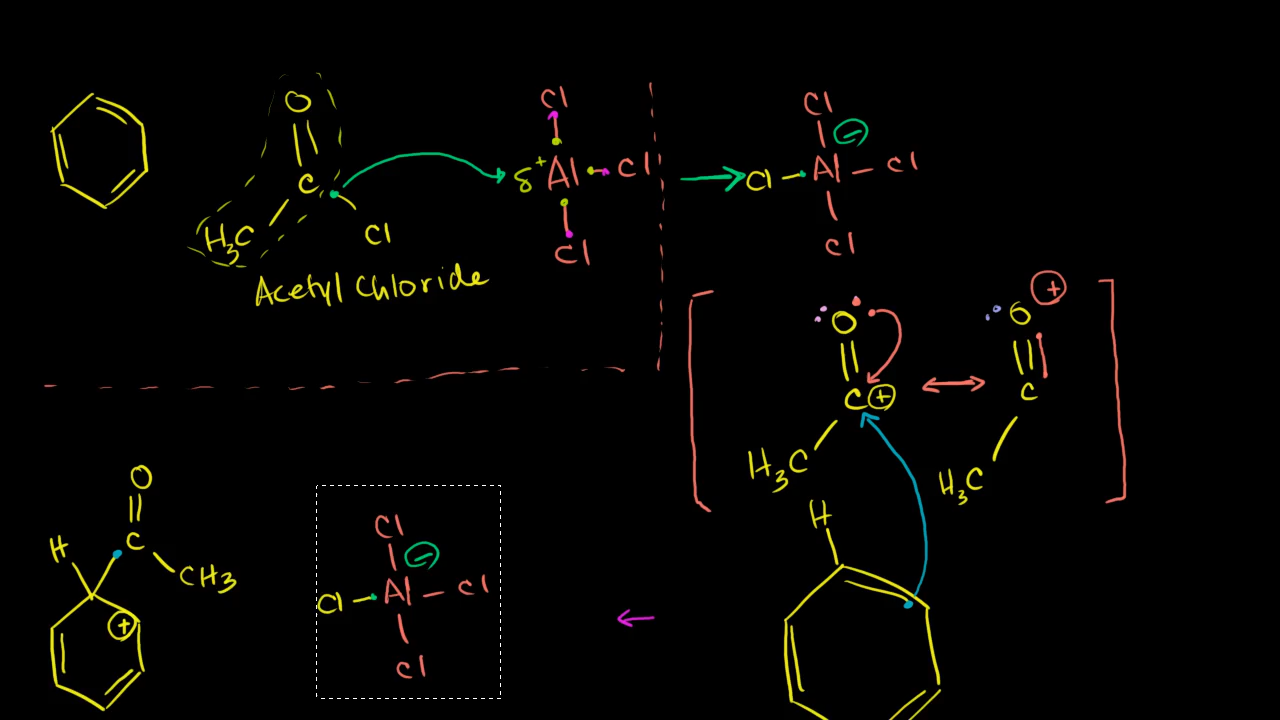 O
C
H3C
Cl
Acetyl Chloride
Cl
δ+ Al Cl
Cl
Cl
Cl Al Cl
Cl
−
O
C +
H3C
O +
C
H3C
H
O
C
H
CH3
+
Cl
−
Cl Al Cl
Cl